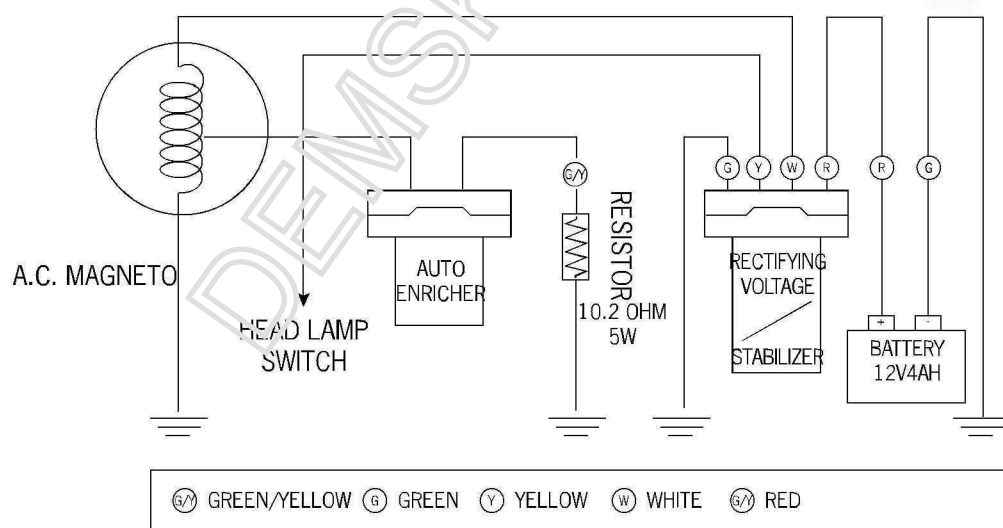 DEMSK
G Y W R R G
G/Y
A.C. MAGNETO
HEAD LAMP
SWITCH
AUTO
ENRICHER
RESISTOR
10.2 OHM
5W
RECTIFYING
VOLTAGE
STABILIZER
+ -
BATTERY
12V4AH
G/Y GREEN/YELLOW G GREEN Y YELLOW W WHITE G/Y RED